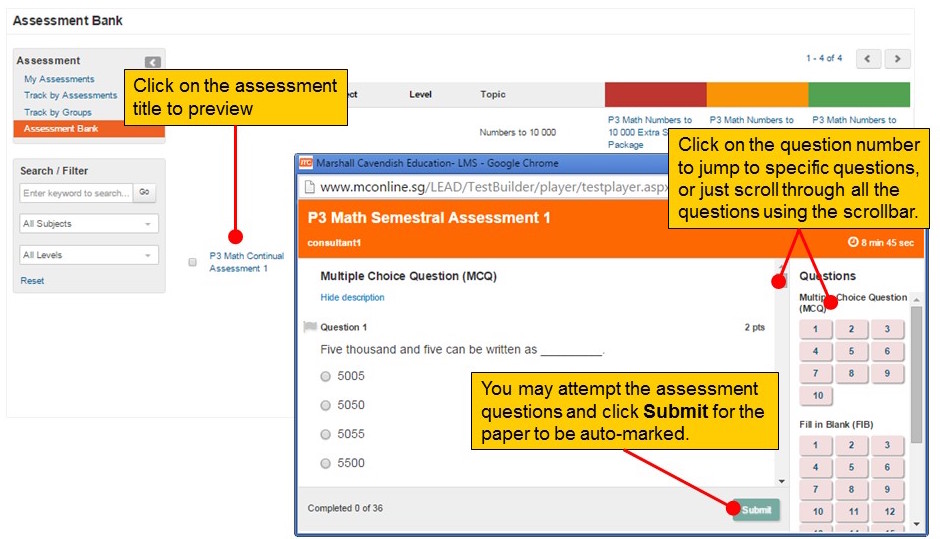 Assessment Bank
Assessment
My Assessments
Track by Assessments
Track by Groups
Assessment Bank
Search / Filter
Enter keyword to search...
Go
All Subjects
All Levels
Reset
Click on the assessment
title to preview
1 - 4 of 4
Level
Topic
Numbers to 10 000
P3 Math Numbers to
10 000 Extra
Package
P3 Math Numbers to
P3 Math Numbers to
P3 Math Continual
Assessment 1
Click on the question number
to jump to specific questions,
or just scroll through all the
questions using the scrollbar.
Marshall Cavendish Education- LMS - Google Chrome
www.mconline.sg/LEAD/TestBuilder/player/testplayer.aspx
P3 Math Semestral Assessment 1
consultant1
8 min 45 sec
Multiple Choice Question (MCQ)
Hide description
Question 1
2 pts
Five thousand and five can be written as __________.
5005
5050
5055
5500
You may attempt the assessment
questions and click Submit for the
paper to be auto-marked.
Completed 0 of 36
Submit
Questions
Multiple Choice Question
(MCQ)
1 2 3
4 5 6
7 8 9
10
Fill in Blank (FIB)
1 2 3
4 5 6
7 8 9
10 11 12